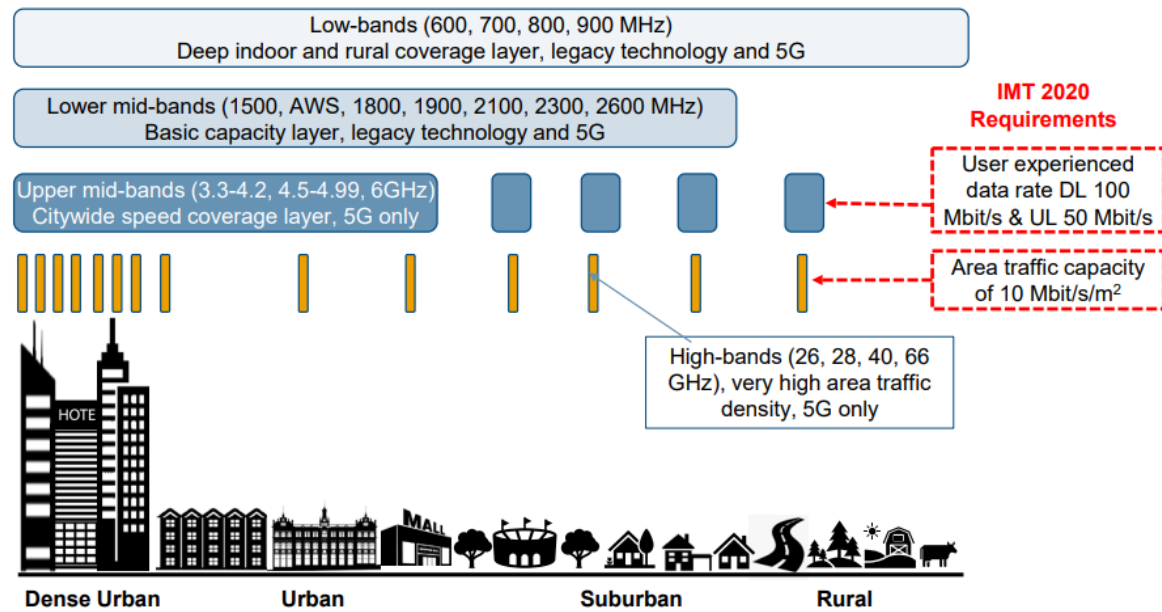 Low-bands (600, 700, 800, 900 MHz)
Deep indoor and rural coverage layer, legacy technology and 5G
Lower mid-bands (1500, AWS, 1800, 1900, 2100, 2300, 2600 MHz)
Basic capacity layer, legacy technology and 5G
IMT 2020
Requirements
Upper mid-bands (3.3-4.2, 4.5-4.99, 6GHz)
Citywide speed coverage layer, 5G only
User experienced
data rate DL 100
Mbit/s & UL 50 Mbit/s
Area traffic capacity
of 10 Mbit/s/m²
High-bands (26, 28, 40, 66
GHz), very high area traffic
density, 5G only
HOTE
MALL
Dense Urban
Urban
Suburban
Rural